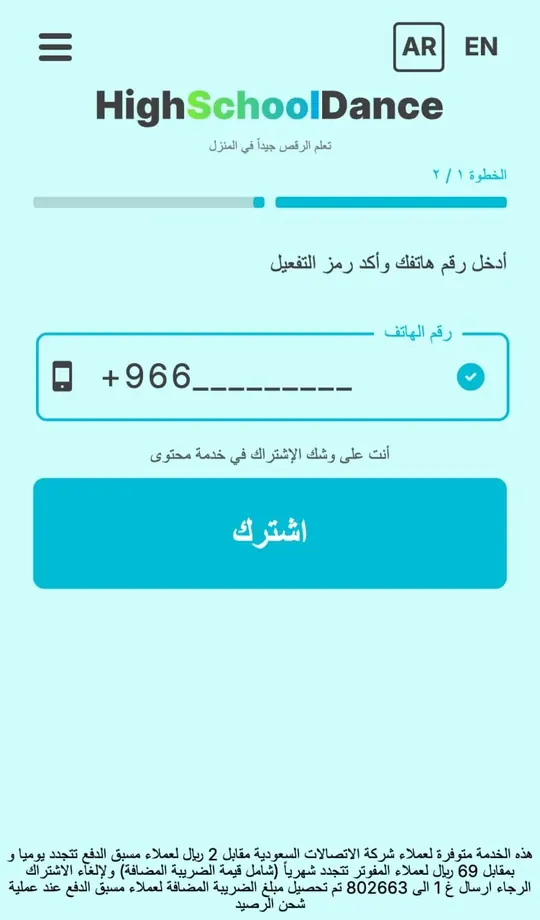 AR EN
HighSchoolDance
تعلم الرقص جيداً في المنزل
الخطوة ١ / ٢
أدخل رقم هاتفك وأكد رمز التفعيل
رقم الهاتف
+966_________
أنت على وشك الإشتراك في خدمة محتوى
اشترك
هذه الخدمة متوفرة لعملاء شركة الاتصالات السعودية مقابل 2 ريال لعملاء مسبق الدفع تتجدد يوميا و
بمقابل 69 ريال لعملاء المفوتر تتجدد شهرياً (شامل قيمة الضريبة المضافة) ولإلغاء الاشتراك
الرجاء ارسال غ 1 الى 802663 تم تحصيل مبلغ الضريبة المضافة لعملاء مسبق الدفع عند عملية
شحن الرصيد